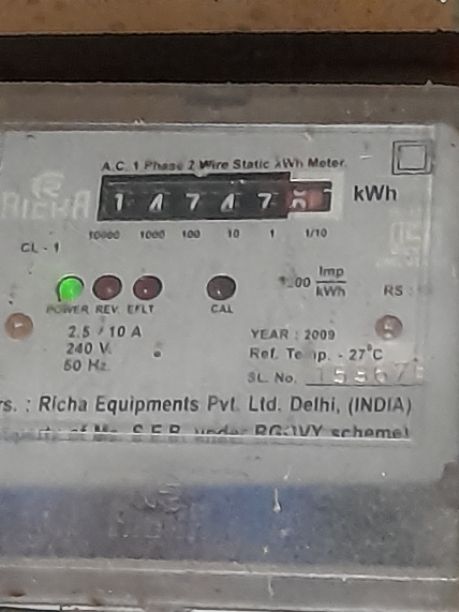 A.C. 1 Phase 2 Wire Static kWh Meter.
RICHA
1 4 7 4 7 kWh
10000 1000 100 10 1 1/10
CL - 1
Imp
kWh
POWER REV. EFLT CAL RS :
2.5 / 10 A
240 V.
50 Hz.
YEAR : 2009
Ref. Temp. - 27°C
SL. No.
rs. : Richa Equipments Pvt. Ltd. Delhi, (INDIA)
scheme)